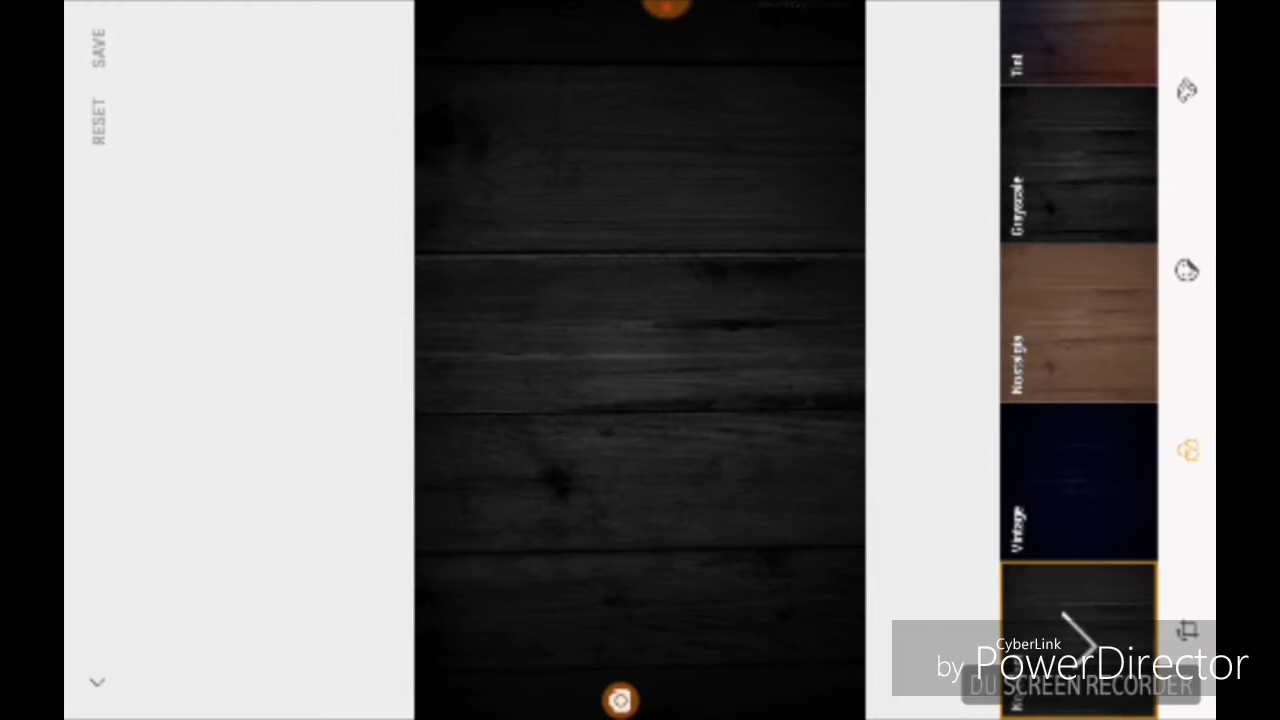 SAVE
RESET
Tint
Grayscale
Nostalgia
Vintage
CyberLink
by PowerDirector
DU SCREEN RECORDER